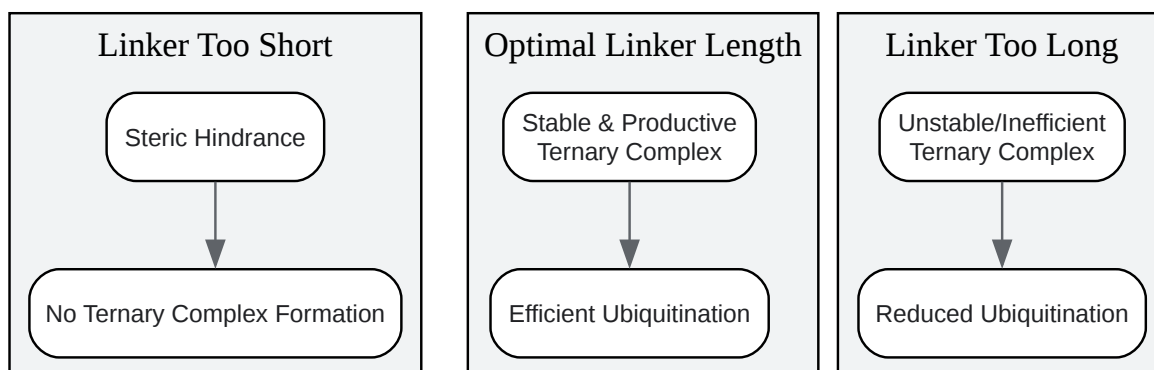 Linker Too Short
Steric Hindrance
No Ternary Complex Formation
Optimal Linker Length
Stable & Productive
Ternary Complex
Efficient Ubiquitination
Linker Too Long
Unstable/Inefficient
Ternary Complex
Reduced Ubiquitination